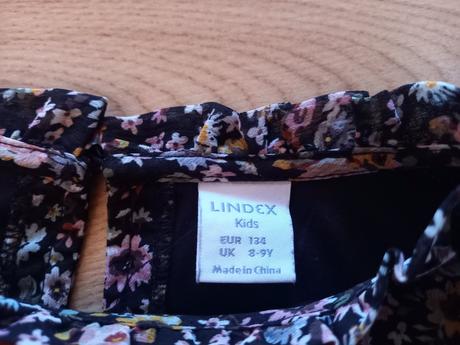 LINDEX
Kids
EUR 134
UK 8-9Y
Made in China